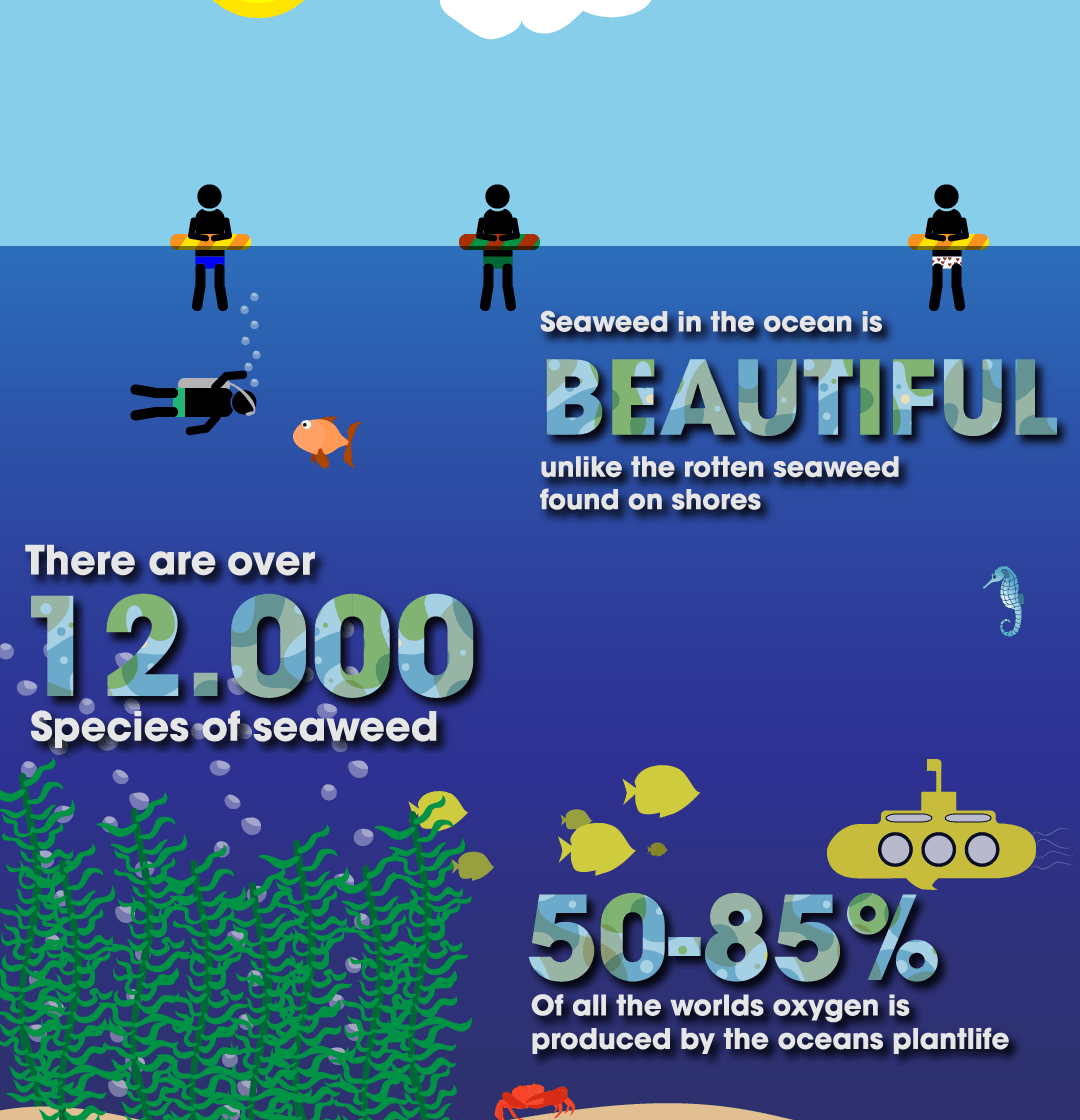 Seaweed in the ocean is
BEAUTIFUL
unlike the rotten seaweed
found on shores
There are over
12.000
Species of seaweed
50-85%
Of all the worlds oxygen is
produced by the oceans plantlife